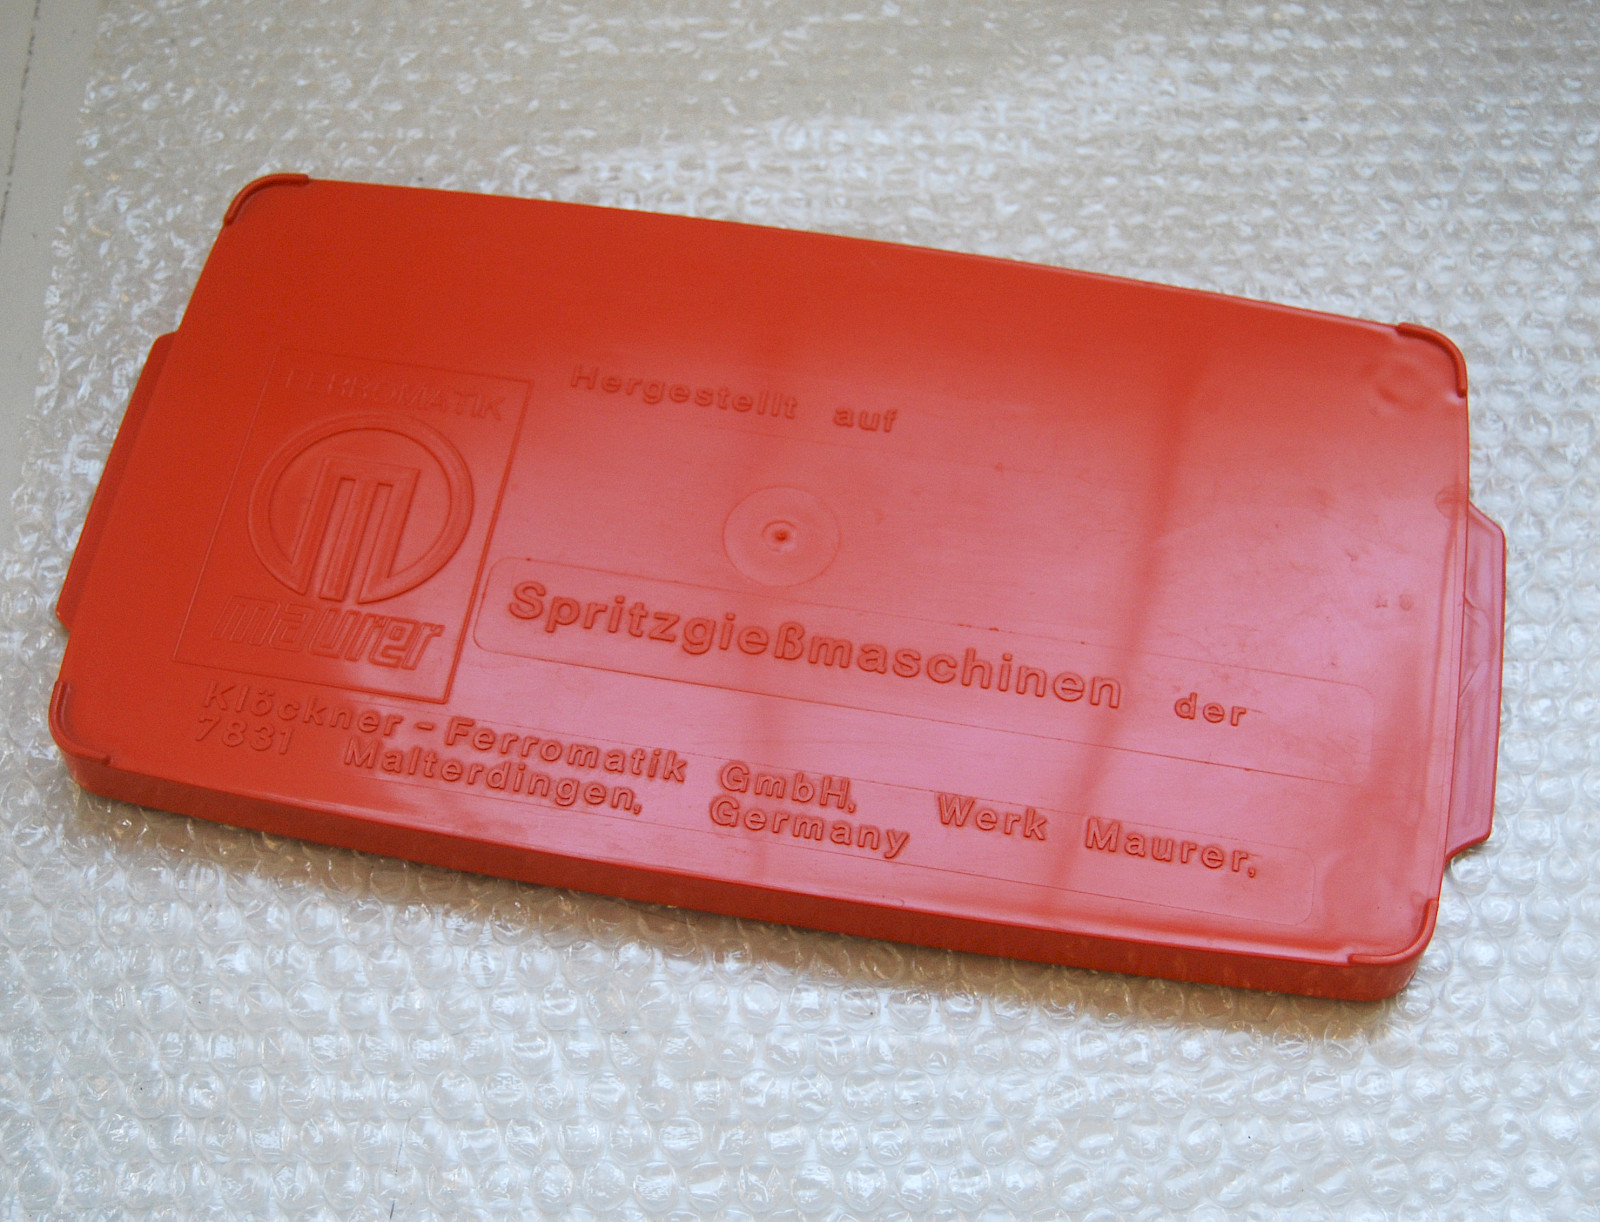 FERROMATIK
m
maurer
Hergestellt auf
Spritzgießmaschinen der
Klöckner-Ferromatik GmbH, Werk Maurer,
7831 Malterdingen, Germany